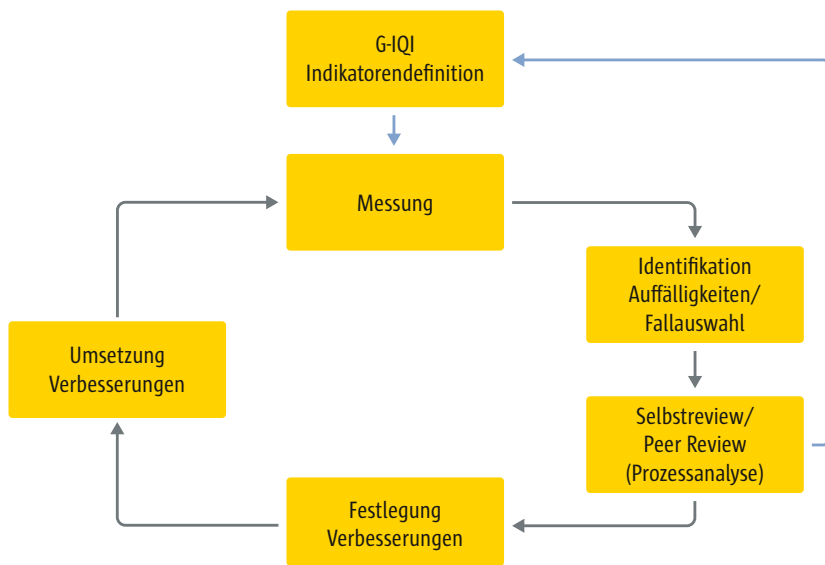 G-IQI
Indikatorendefinition
Messung
Identifikation
Auffälligkeiten/
Fallauswahl
Umsetzung
Verbesserungen
Selbstreview/
Peer Review
(Prozessanalyse)
Festlegung
Verbesserungen